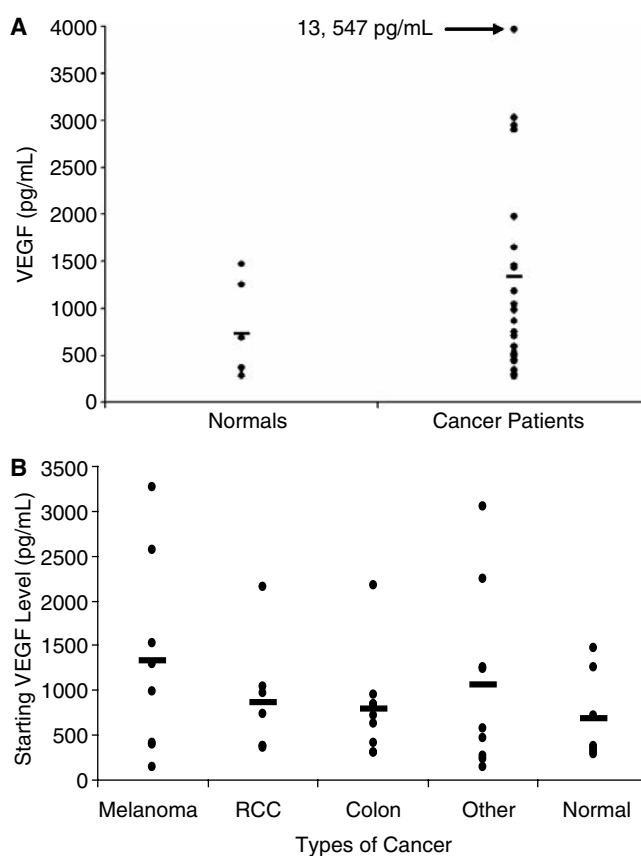 A
13, 547 pg/mL
VEGF (pg/mL)
4000
3500
3000
2500
2000
1500
1000
500
0
Normals Cancer Patients
B
Starting VEGF Level (pg/mL)
3500
3000
2500
2000
1500
1000
500
0
Melanoma RCC Colon Other Normal
Types of Cancer